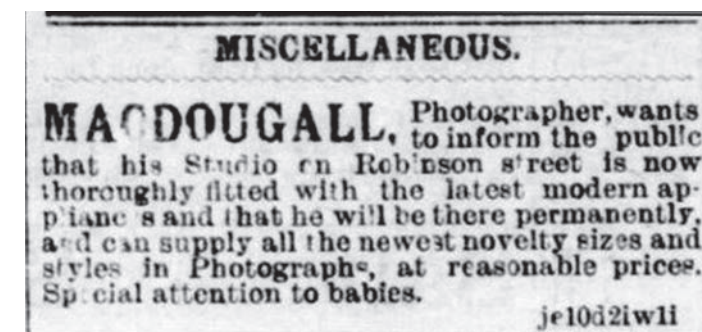 MISCELLANEOUS.
MACDOUGALL, Photographer, wants
to inform the public
that his Studio on Robinson street is now
thoroughly fitted with the latest modern ap-
pliances and that he will be there permanently,
and can supply all the newest novelty sizes and
styles in Photographs, at reasonable prices.
Special attention to babies.
je10d2iw1i